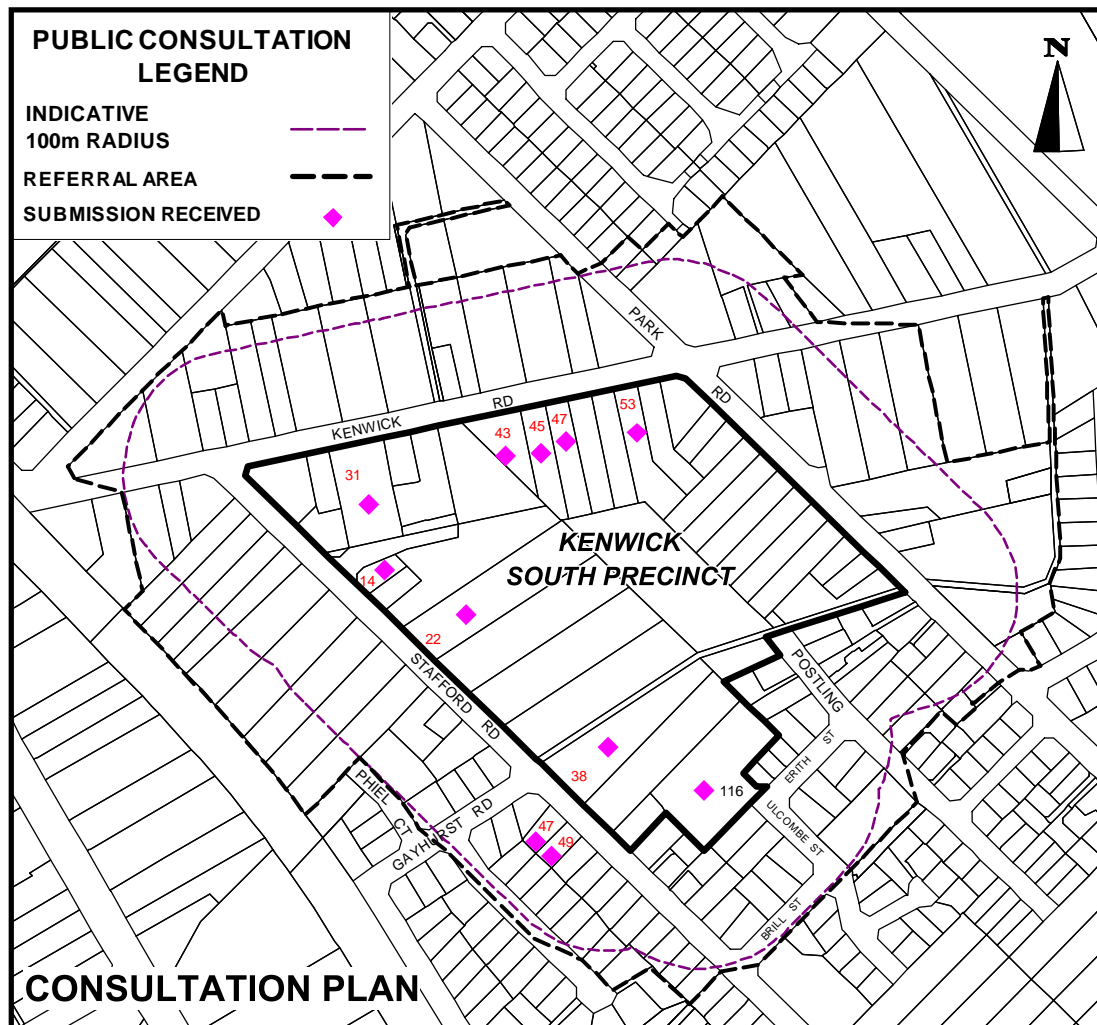 PUBLIC CONSULTATION
LEGEND
INDICATIVE
100m RADIUS
REFERRAL AREA
SUBMISSION RECEIVED
N
PARK
RD
KENWICK
RD
53
47
45
43
31
KENWICK
SOUTH PRECINCT
14
22
STAFFORD
RD
POSTLING
ST
ERITH
38
116
ULCOMBE ST
PHIEL
CT
GAYHURST RD
47
49
BRILL ST
CONSULTATION PLAN